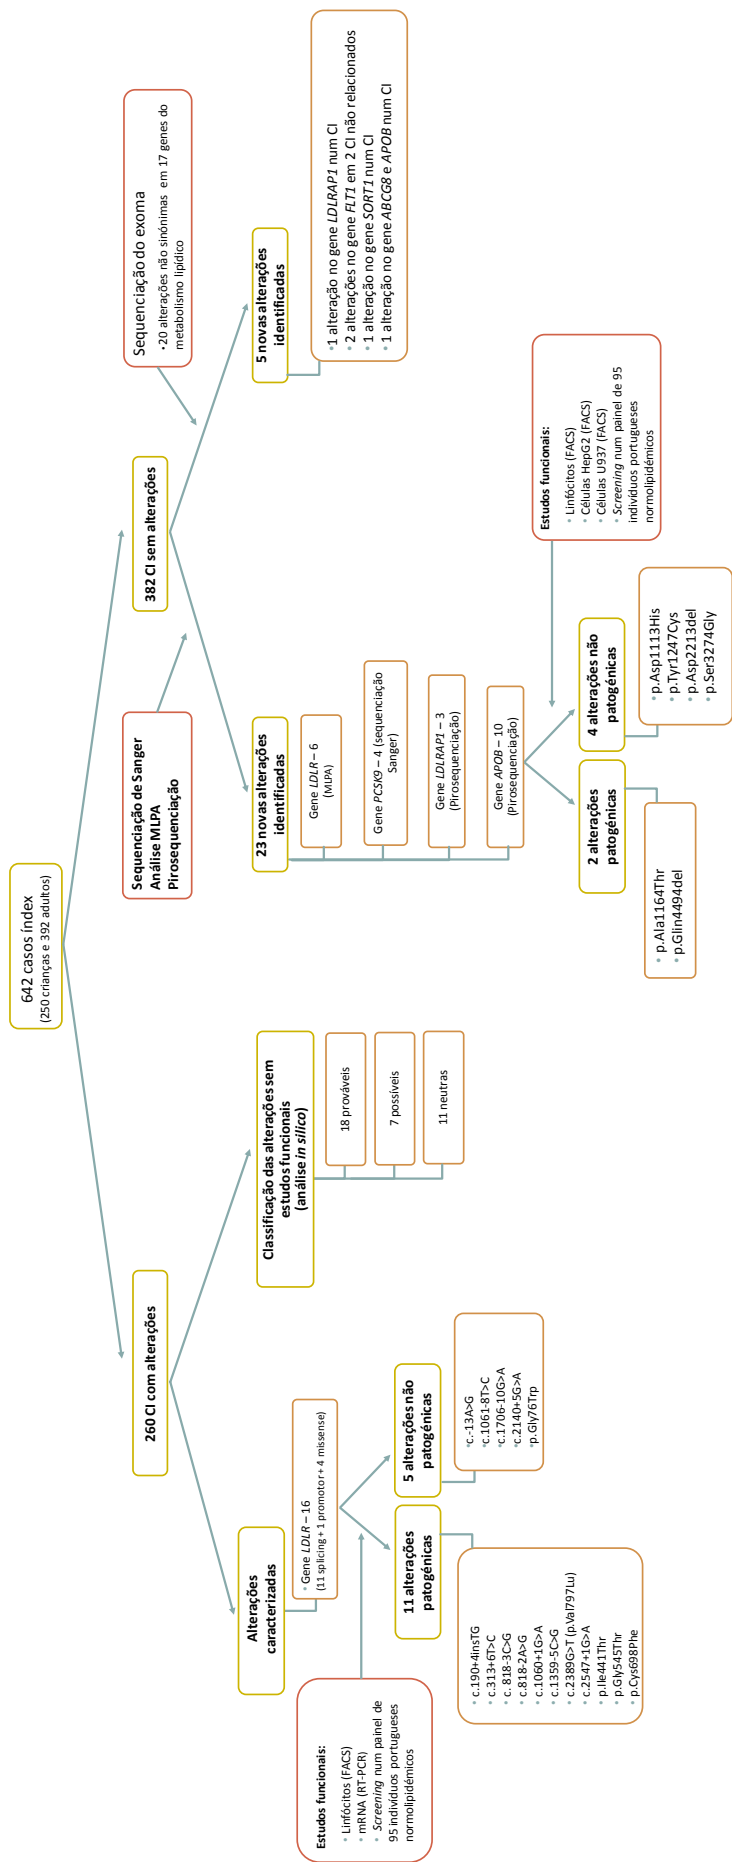 642 casos índex
(250 crianças e 392 adultos)
260 CI com alterações
Alterações
caracterizadas
• Gene LDLR – 16
(11 splicing + 1 promotor + 4 missense)
Estudos funcionais:
• Linfócitos (FACS)
• mRNA (RT-PCR)
• Screening num painel de
95 indivíduos portugueses
normolipidémicos
11 alterações
patogénicas
• c.190+4insTG
• c.313+6T>C
• c. 818-3C>G
• c.818-2A>G
• c.1060+1G>A
• c.1359-5C>G
• c.2389G>T (p.Val797Lu)
• c.2547+1G>A
• p.Ile441Thr
• p.Gly545Thr
• p.Cys698Phe
5 alterações não
patogénicas
•c.-13A>G
•c.1061-8T>C
•c.1706-10G>A
•c.2140+5G>A
•p.Gly76Trp
Classificação das alterações sem
estudos funcionais
(análise in silico)
18 prováveis
7 possíveis
11 neutras
382 CI sem alterações
Sequenciação de Sanger
Análise MLPA
Pirosequenciação
23 novas alterações
identificadas
Gene LDLR – 6
(MLPA)
Gene PCSK9 – 4 (sequenciação
Sanger)
Gene LDLRAP1 – 3
(Pirosequenciação)
Gene APOB – 10
(Pirosequenciação)
2 alterações
patogénicas
• p.Ala1164Thr
• p.Glin4494del
4 alterações não
patogénicas
• p.Asp1113His
• p.Tyr1247Cys
• p.Asp2213del
• p.Ser3274Gly
Estudos funcionais:
• Linfócitos (FACS)
• Células HepG2 (FACS)
• Células U937 (FACS)
• Screening num painel de 95
indivíduos portugueses
normolipidémicos
Sequenciação do exoma
•20 alterações não sinónimas em 17 genes do
metabolismo lipídico
5 novas alterações
identificadas
•1 alteração no gene LDLRAP1 num CI
• 2 alterações no gene FLT1 em 2 CI não relacionados
• 1 alteração no gene SORT1 num CI
• 1 alteração no gene ABCG8 e APOB num CI